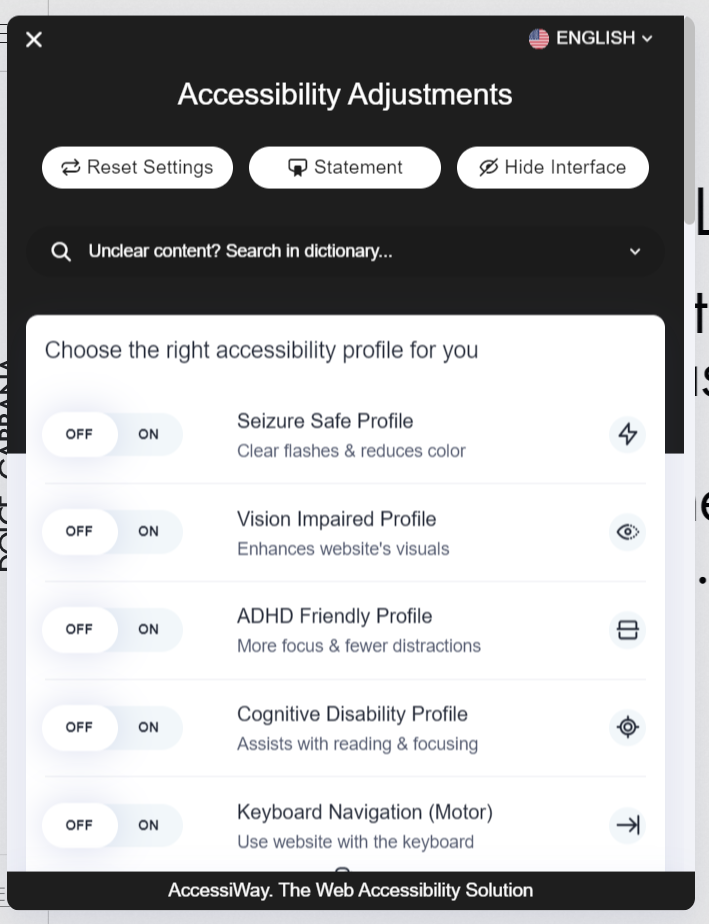 ENGLISH
Accessibility Adjustments
Reset Settings
Statement
Hide Interface
Unclear content? Search in dictionary...
Choose the right accessibility profile for you
OFF ON
Seizure Safe Profile
Clear flashes & reduces color
OFF ON
Vision Impaired Profile
Enhances website's visuals
OFF ON
ADHD Friendly Profile
More focus & fewer distractions
OFF ON
Cognitive Disability Profile
Assists with reading & focusing
OFF ON
Keyboard Navigation (Motor)
Use website with the keyboard
AccessiWay. The Web Accessibility Solution